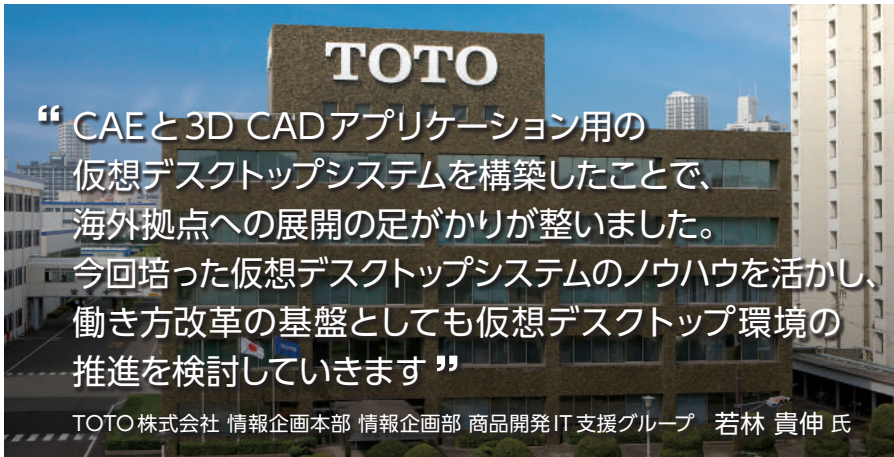 TOTO
“ CAEと3D CADアプリケーション用の
仮想デスクトップシステムを構築したことで、
海外拠点への展開の足がかりが整いました。
今回培った仮想デスクトップシステムのノウハウを活かし、
働き方改革の基盤としても仮想デスクトップ環境の
推進を検討していきます ”
TOTO株式会社 情報企画本部 情報企画部 商品開発IT支援グループ 若林 貴伸 氏